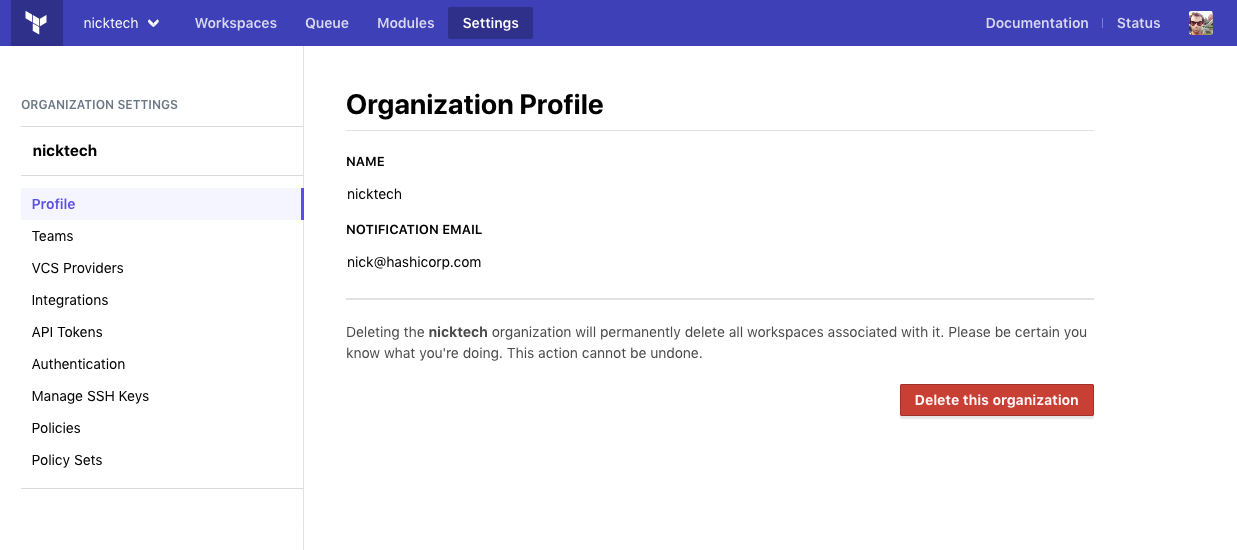 nicktech
Workspaces
Queue
Modules
Settings
Documentation
Status
ORGANIZATION SETTINGS
nicktech
Profile
Teams
VCS Providers
Integrations
API Tokens
Authentication
Manage SSH Keys
Policies
Policy Sets
Organization Profile
NAME
nicktech
NOTIFICATION EMAIL
nick@hashicorp.com
Deleting the nicktech organization will permanently delete all workspaces associated with it. Please be certain you
know what you're doing. This action cannot be undone.
Delete this organization